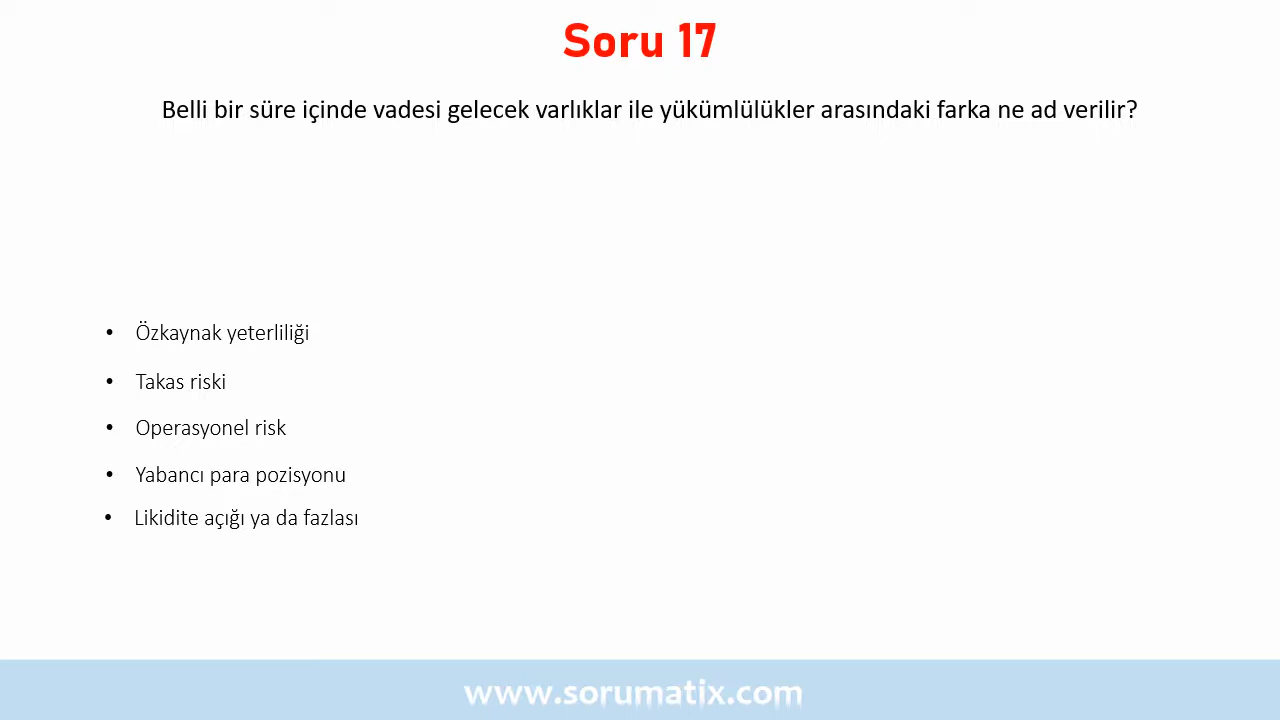 Soru 17
Belli bir süre içinde vadesi gelecek varlıklar ile yükümlülükler arasındaki farka ne ad verilir?
• Özkaynak yeterliliği
• Takas riski
• Operasyonel risk
• Yabancı para pozisyonu
• Likidite açığı ya da fazlası
www.sorumatix.com